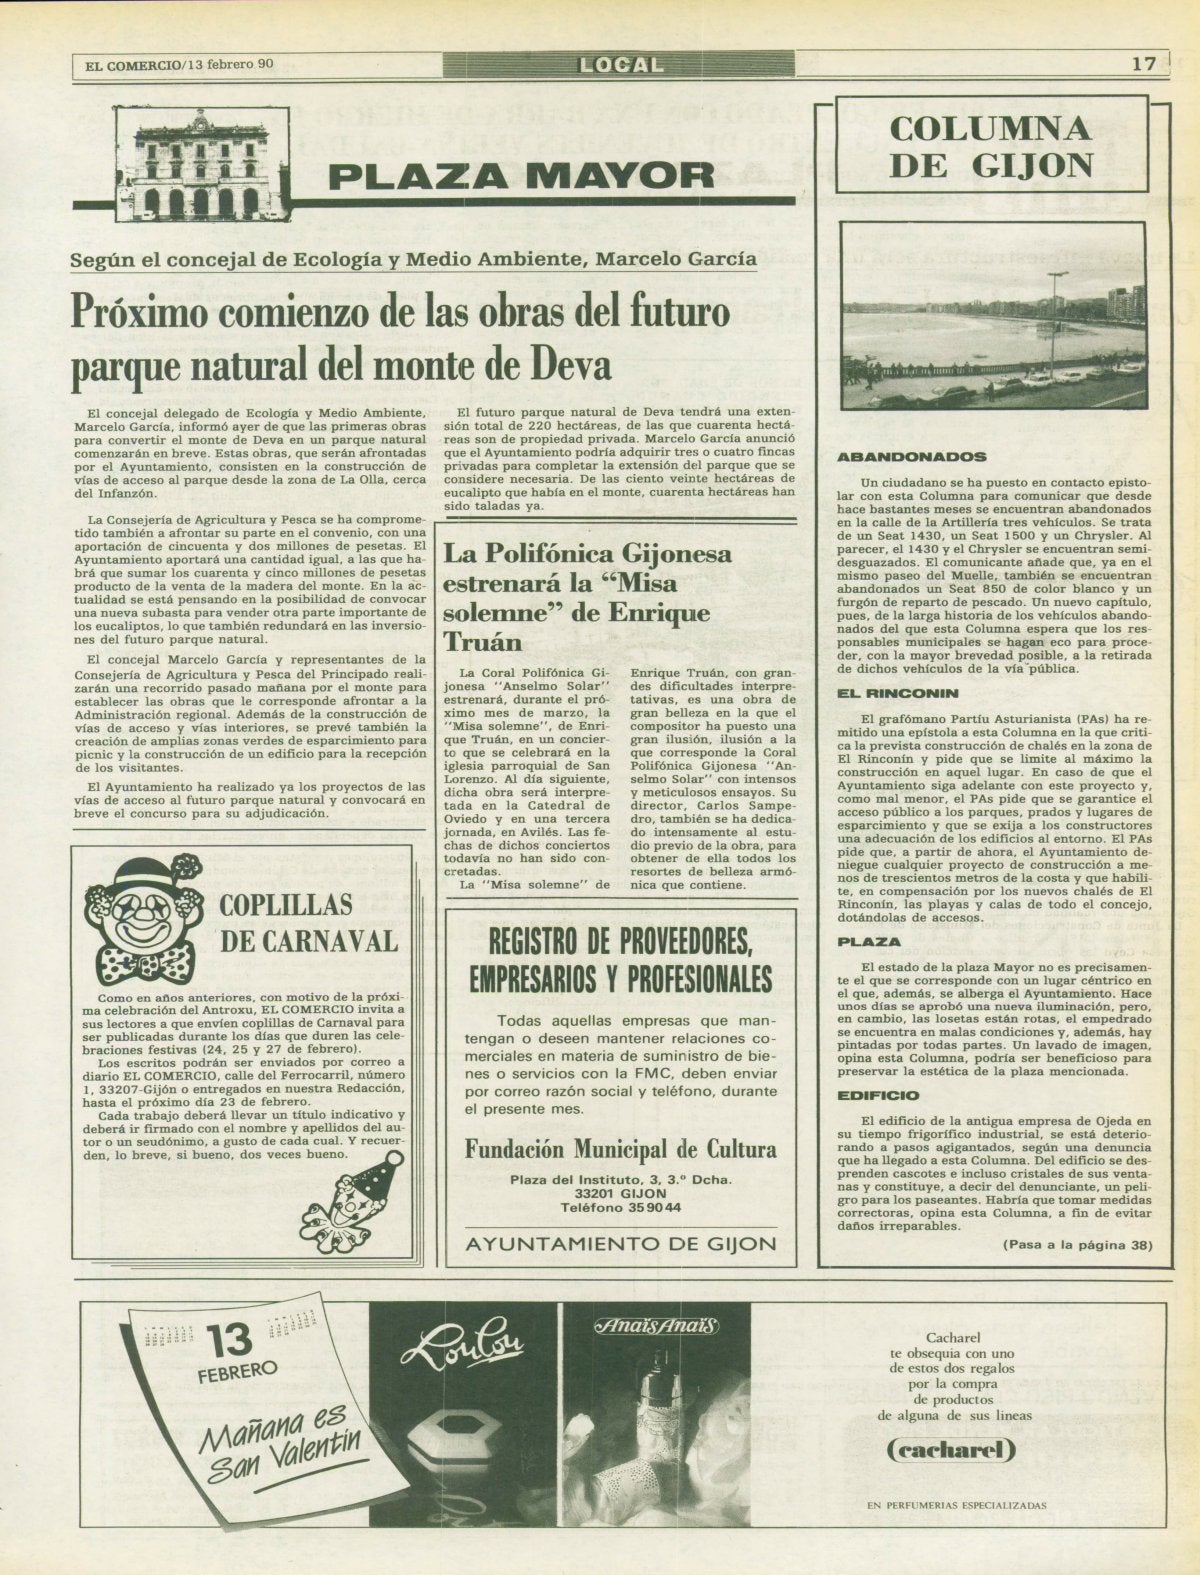 EL COMERCIO/13 febrero 90
LOCAL
17
PLAZA MAYOR
Según el concejal de Ecología y Medio Ambiente, Marcelo García
Próximo comienzo de las obras del futuro
parque natural del monte de Deva
El concejal delegado de Ecología y Medio Ambiente,
Marcelo García, informó ayer de que las primeras obras
para convertir el monte de Deva en un parque natural
comenzarán en breve. Estas obras, que serán afrontadas
por el Ayuntamiento, consisten en la construcción de
vías de acceso al parque desde la zona de La Olla, cerca
del Infanzón.
La Consejería de Agricultura y Pesca se ha comprome-
tido también a afrontar su parte en el convenio, con una
aportación de cincuenta y dos millones de pesetas. El
Ayuntamiento aportará una cantidad igual, a las que ha-
brá que sumar los cuarenta y cinco millones de pesetas
producto de la venta de la madera del monte. En la ac-
tualidad se está pensando en la posibilidad de convocar
una nueva subasta para vender otra parte importante de
los eucaliptos, lo que también redundará en las inversio-
nes del futuro parque natural.
El concejal Marcelo García y representantes de la
Consejería de Agricultura y Pesca del Principado reali-
zarán una recorrido pasado mañana por el monte para
establecer las obras que le corresponde afrontar a la
Administración regional. Además de la construcción de
vías de acceso y vías interiores, se prevé también la
creación de amplias zonas verdes de esparcimiento para
picnic y la construcción de un edificio para la recepción
de los visitantes.
El Ayuntamiento ha realizado ya los proyectos de las
vías de acceso al futuro parque natural y convocará en
breve el concurso para su adjudicación.
El futuro parque natural de Deva tendrá una exten-
sión total de 220 hectáreas, de las que cuarenta hectá-
reas son de propiedad privada. Marcelo García anunció
que el Ayuntamiento podría adquirir tres o cuatro fincas
privadas para completar la extensión del parque que se
considere necesaria. De las ciento veinte hectáreas de
eucalipto que había en el monte, cuarenta hectáreas han
sido taladas ya.
La Polifónica Gijonesa
estrenará la “Misa
solemne” de Enrique
Truán
La Coral Polifónica Gi-
jonesa ''Anselmo Solar''
estrenará, durante el pró-
ximo mes de marzo, la
''Misa solemne'', de Enri-
que Truán, en un concier-
to que se celebrará en la
iglesia parroquial de San
Lorenzo. Al día siguiente,
dicha obra será interpre-
tada en la Catedral de
Oviedo y en una tercera
jornada, en Avilés. Las fe-
chas de dichos conciertos
todavía no han sido con-
cretadas.
La ''Misa solemne'' de
Enrique Truán, con gran-
des dificultades interpre-
tativas, es una obra de
gran belleza en la que el
compositor ha puesto una
gran ilusión, ilusión a la
que corresponde la Coral
Polifónica Gijonesa ''An-
selmo Solar'' con intensos
y meticulosos ensayos. Su
director, Carlos Sampe-
dro, también se ha dedica-
do intensamente al estu-
dio previo de la obra, para
obtener de ella todos los
resortes de belleza armó-
nica que contiene.
COPLILLAS
DE CARNAVAL
Como en años anteriores, con motivo de la próxi-
ma celebración del Antroxu, EL COMERCIO invita a
sus lectores a que envíen coplillas de Carnaval para
ser publicadas durante los días que duren las cele-
braciones festivas (24, 25 y 27 de febrero).
Los escritos podrán ser enviados por correo a
diario EL COMERCIO, calle del Ferrocarril, número
1, 33207-Gijón o entregados en nuestra Redacción,
hasta el próximo día 23 de febrero.
Cada trabajo deberá llevar un título indicativo y
deberá ir firmado con el nombre y apellidos del au-
tor o un seudónimo, a gusto de cada cual. Y recuer-
den, lo breve, si bueno, dos veces bueno.
REGISTRO DE PROVEEDORES,
EMPRESARIOS Y PROFESIONALES
Todas aquellas empresas que man-
tengan o deseen mantener relaciones co-
merciales en materia de suministro de bie-
nes o servicios con la FMC, deben enviar
por correo razón social y teléfono, durante
el presente mes.
Fundación Municipal de Cultura
Plaza del Instituto, 3, 3.º Dcha.
33201 GIJON
Teléfono 35 90 44
AYUNTAMIENTO DE GIJON
COLUMNA
DE GIJON
ABANDONADOS
Un ciudadano se ha puesto en contacto episto-
lar con esta Columna para comunicar que desde
hace bastantes meses se encuentran abandonados
en la calle de la Artillería tres vehículos. Se trata
de un Seat 1430, un Seat 1500 y un Chrysler. Al
parecer, el 1430 y el Chrysler se encuentran semi-
desguazados. El comunicante añade que, ya en el
mismo paseo del Muelle, también se encuentran
abandonados un Seat 850 de color blanco y un
furgón de reparto de pescado. Un nuevo capítulo,
pues, de la larga historia de los vehículos abando-
nados del que esta Columna espera que los res-
ponsables municipales se hagan eco para proce-
der, con la mayor brevedad posible, a la retirada
de dichos vehículos de la vía pública.
EL RINCONIN
El grafómano Partíu Asturianista (PAs) ha re-
mitido una epístola a esta Columna en la que criti-
ca la prevista construcción de chalés en la zona de
El Rinconín y pide que se limite al máximo la
construcción en aquel lugar. En caso de que el
Ayuntamiento siga adelante con este proyecto y,
como mal menor, el PAs pide que se garantice el
acceso público a los parques, prados y lugares de
esparcimiento y que se exija a los constructores
una adecuación de los edificios al entorno. El PAs
pide que, a partir de ahora, el Ayuntamiento de-
niegue cualquier proyecto de construcción a me-
nos de trescientos metros de la costa y que habili-
te, en compensación por los nuevos chalés de El
Rinconín, las playas y calas de todo el concejo,
dotándolas de accesos.
PLAZA
El estado de la plaza Mayor no es precisamen-
te el que se corresponde con un lugar céntrico en
el que, además, se alberga el Ayuntamiento. Hace
unos días se aprobó una nueva iluminación, pero,
en cambio, las losetas están rotas, el empedrado
se encuentra en malas condiciones y, además, hay
pintadas por todas partes. Un lavado de imagen,
opina esta Columna, podría ser beneficioso para
preservar la estética de la plaza mencionada.
EDIFICIO
El edificio de la antigua empresa de Ojeda en
su tiempo frigorífico industrial, se está deterio-
rando a pasos agigantados, según una denuncia
que ha llegado a esta Columna. Del edificio se des-
prenden cascotes e incluso cristales de sus venta-
nas y constituye, a decir del denunciante, un peli-
gro para los paseantes. Habría que tomar medidas
correctoras, opina esta Columna, a fin de evitar
daños irreparables.
(Pasa a la página 38)
13
FEBRERO
Mañana es
San Valentín
LouLou
Anaïs Anaïs
Cacharel
te obsequia con uno
de estos dos regalos
por la compra
de productos
de alguna de sus lineas
(cacharel)
EN PERFUMERIAS ESPECIALIZADAS